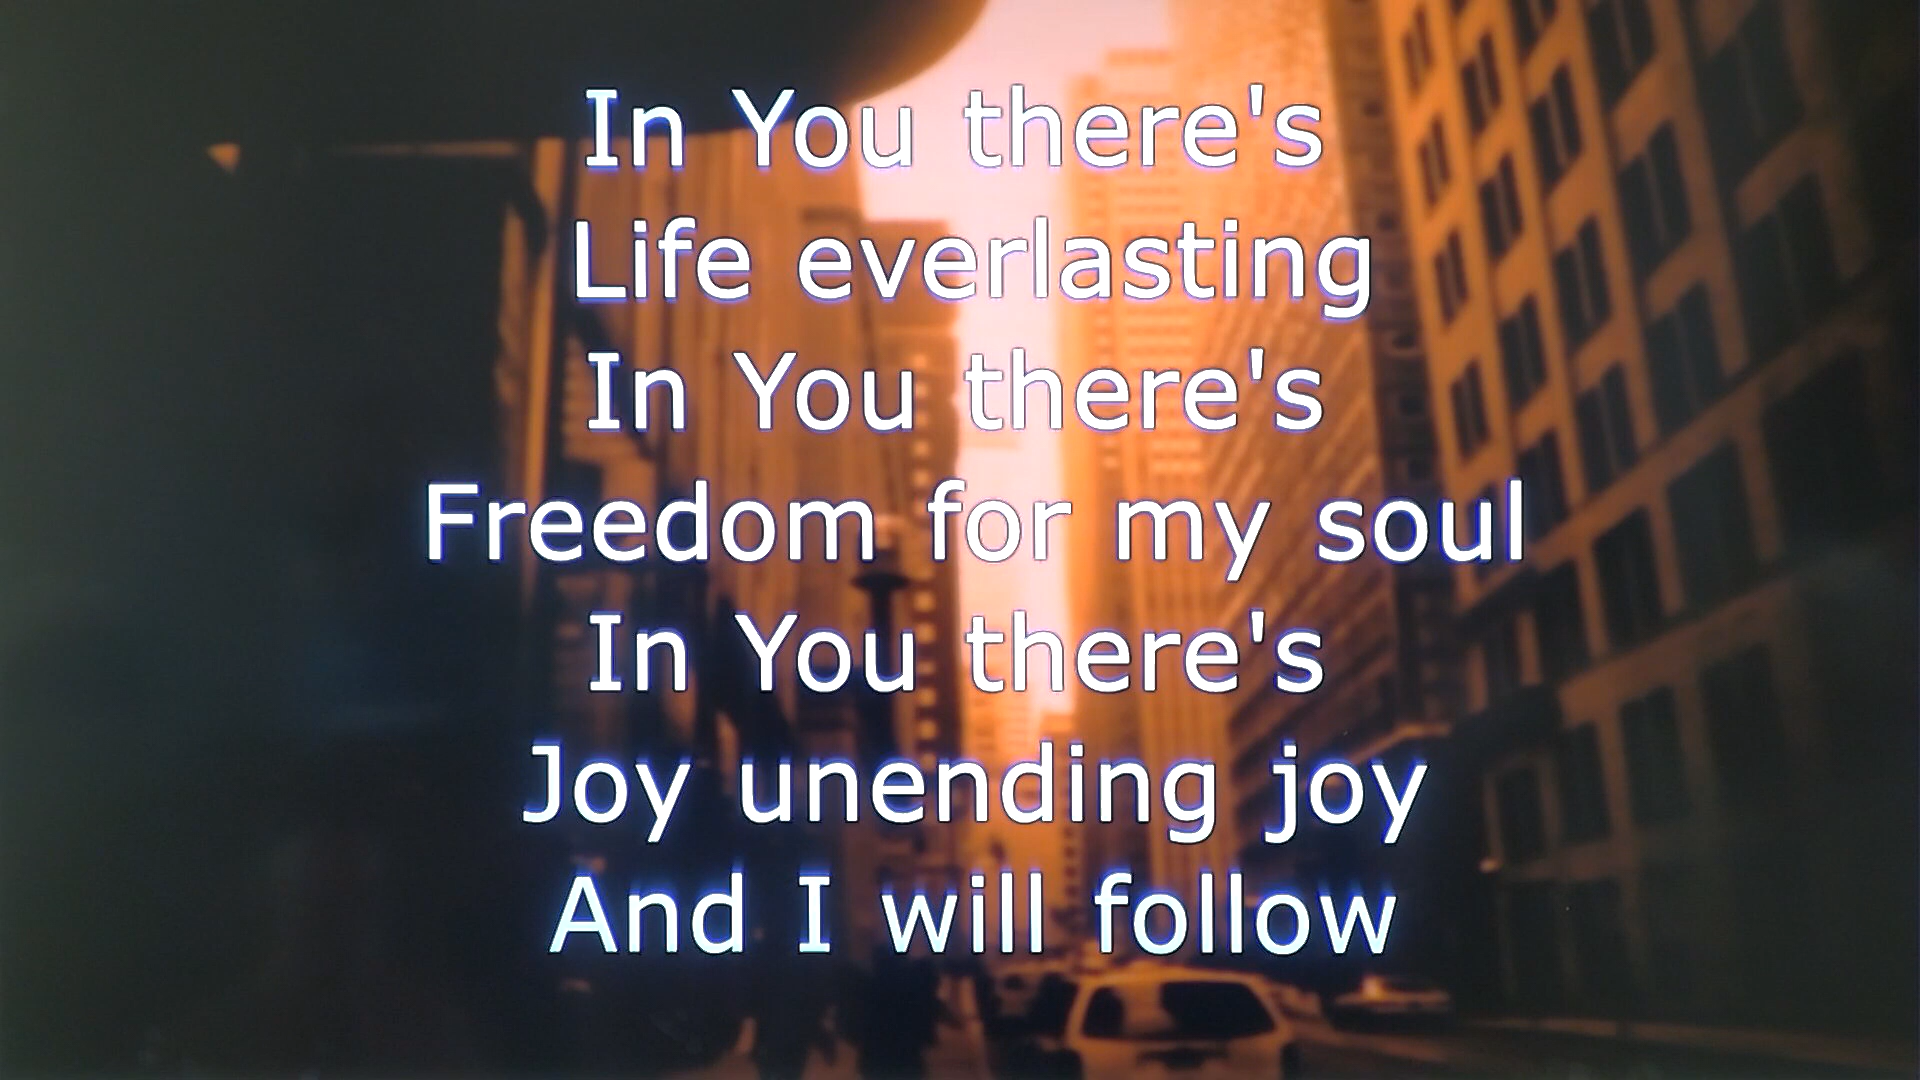 In You there's
Life everlasting
In You there's
Freedom for my soul
In You there's
Joy unending joy
And I will follow